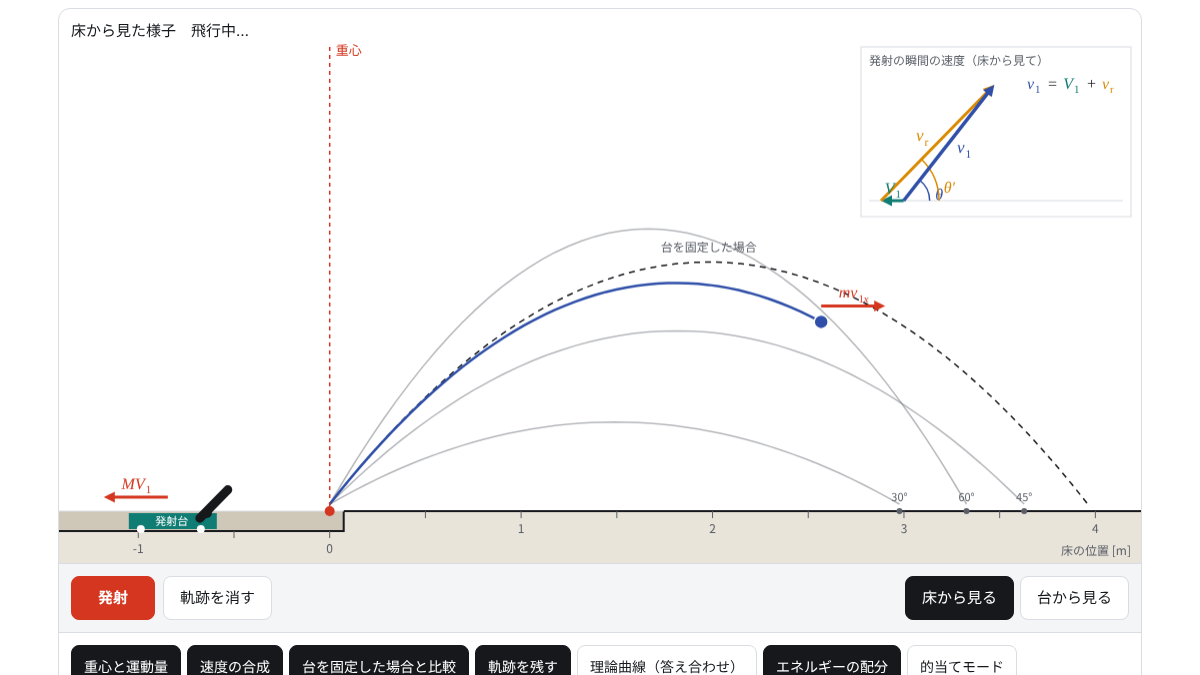 床から見た様子　飛行中...
重心
発射の瞬間の速度（床から見て）
v1 = V1 + vr
vr
v1
V1
θ
θ′
台を固定した場合
mv1x
MV1
発射台
30°
60°
45°
-1
0
1
2
3
4
床の位置 [m]
発射
軌跡を消す
床から見る
台から見る
重心と運動量
速度の合成
台を固定した場合と比較
軌跡を残す
理論曲線（答え合わせ）
エネルギーの配分
的当てモード